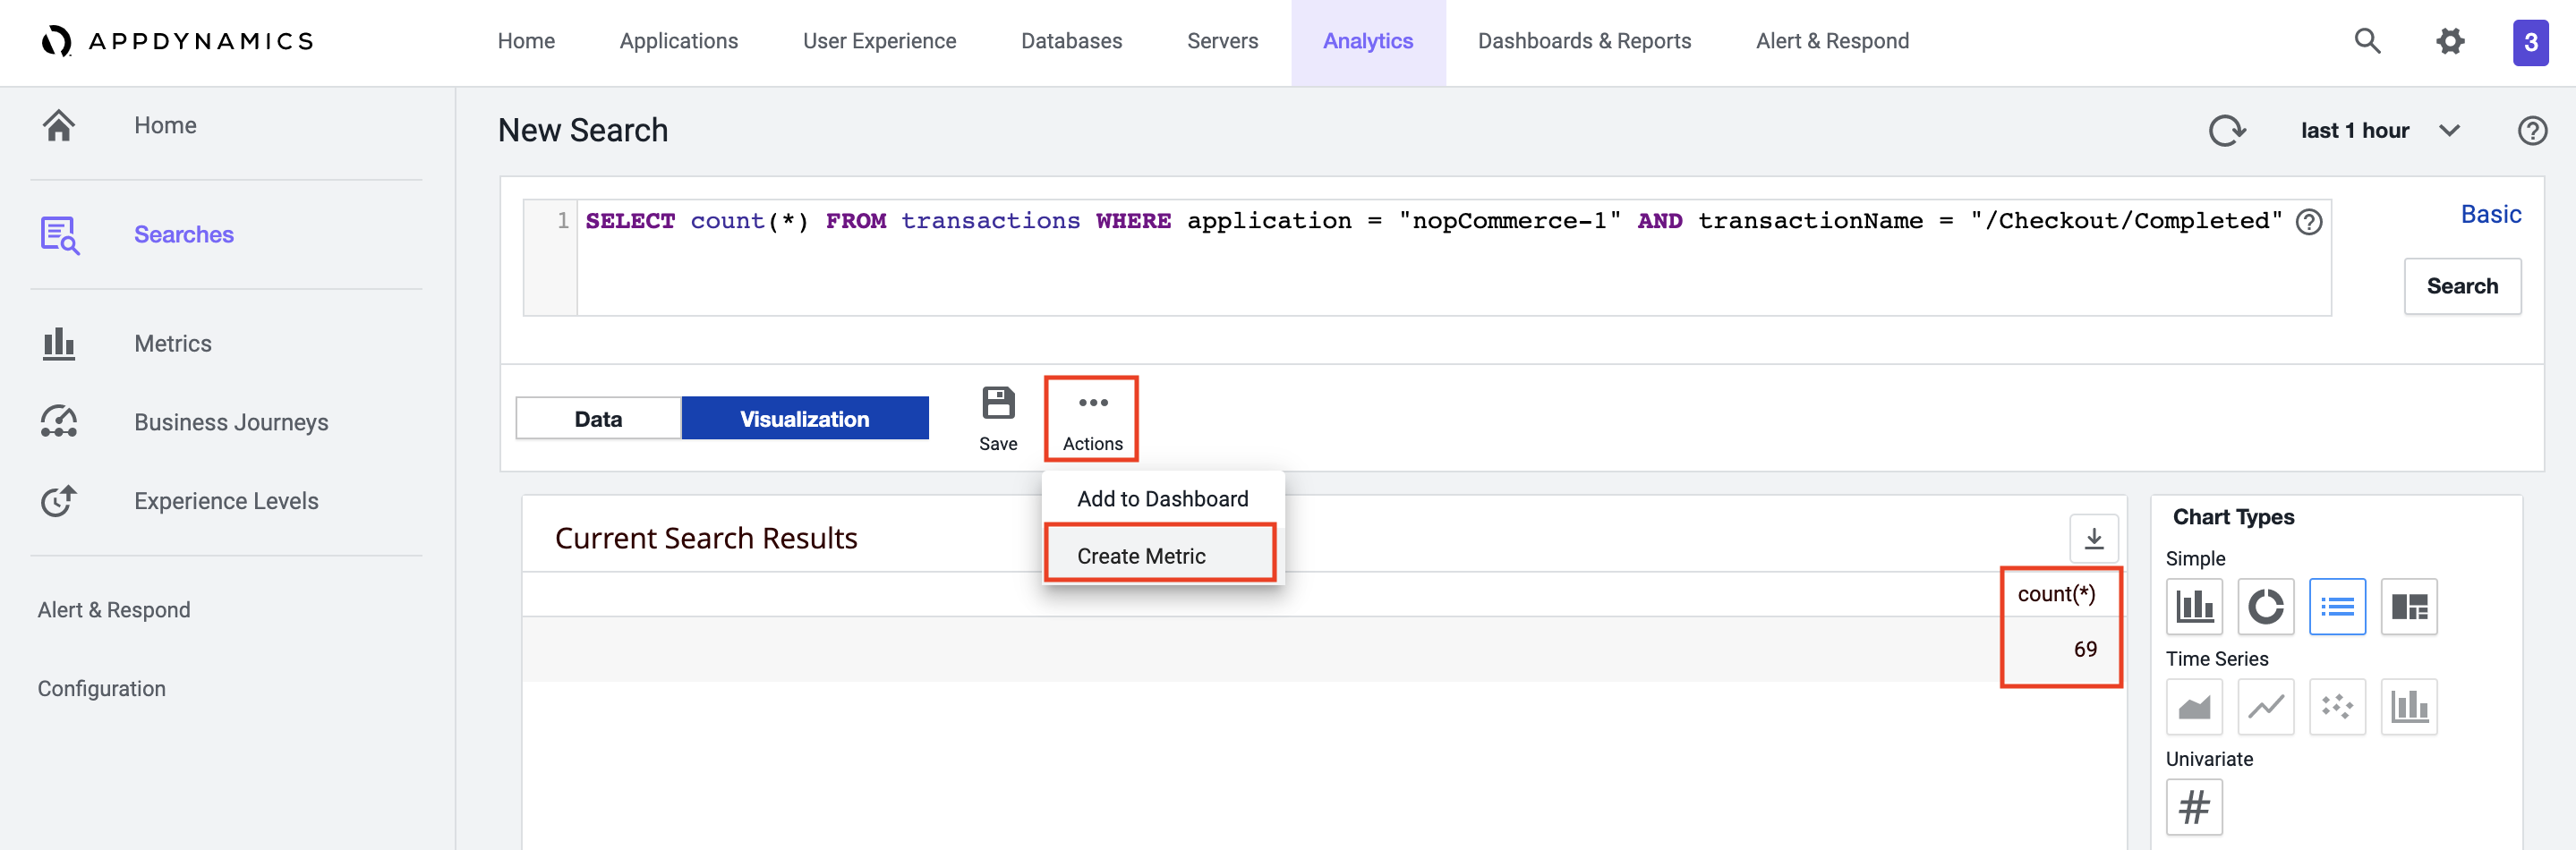 APPDYNAMICS
Home
Applications
User Experience
Databases
Servers
Analytics
Dashboards & Reports
Alert & Respond
3
Home
Searches
Metrics
Business Journeys
Experience Levels
Alert & Respond
Configuration
New Search
last 1 hour
1 SELECT count(*) FROM transactions WHERE application = "nopCommerce-1" AND transactionName = "/Checkout/Completed"
Basic
Search
Data
Visualization
Save
Actions
Add to Dashboard
Create Metric
Current Search Results
count(*)
69
Chart Types
Simple
Time Series
Univariate
#